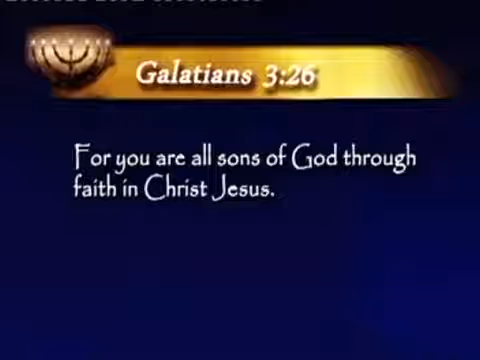 Galatians 3:26
For you are all sons of God through
faith in Christ Jesus.